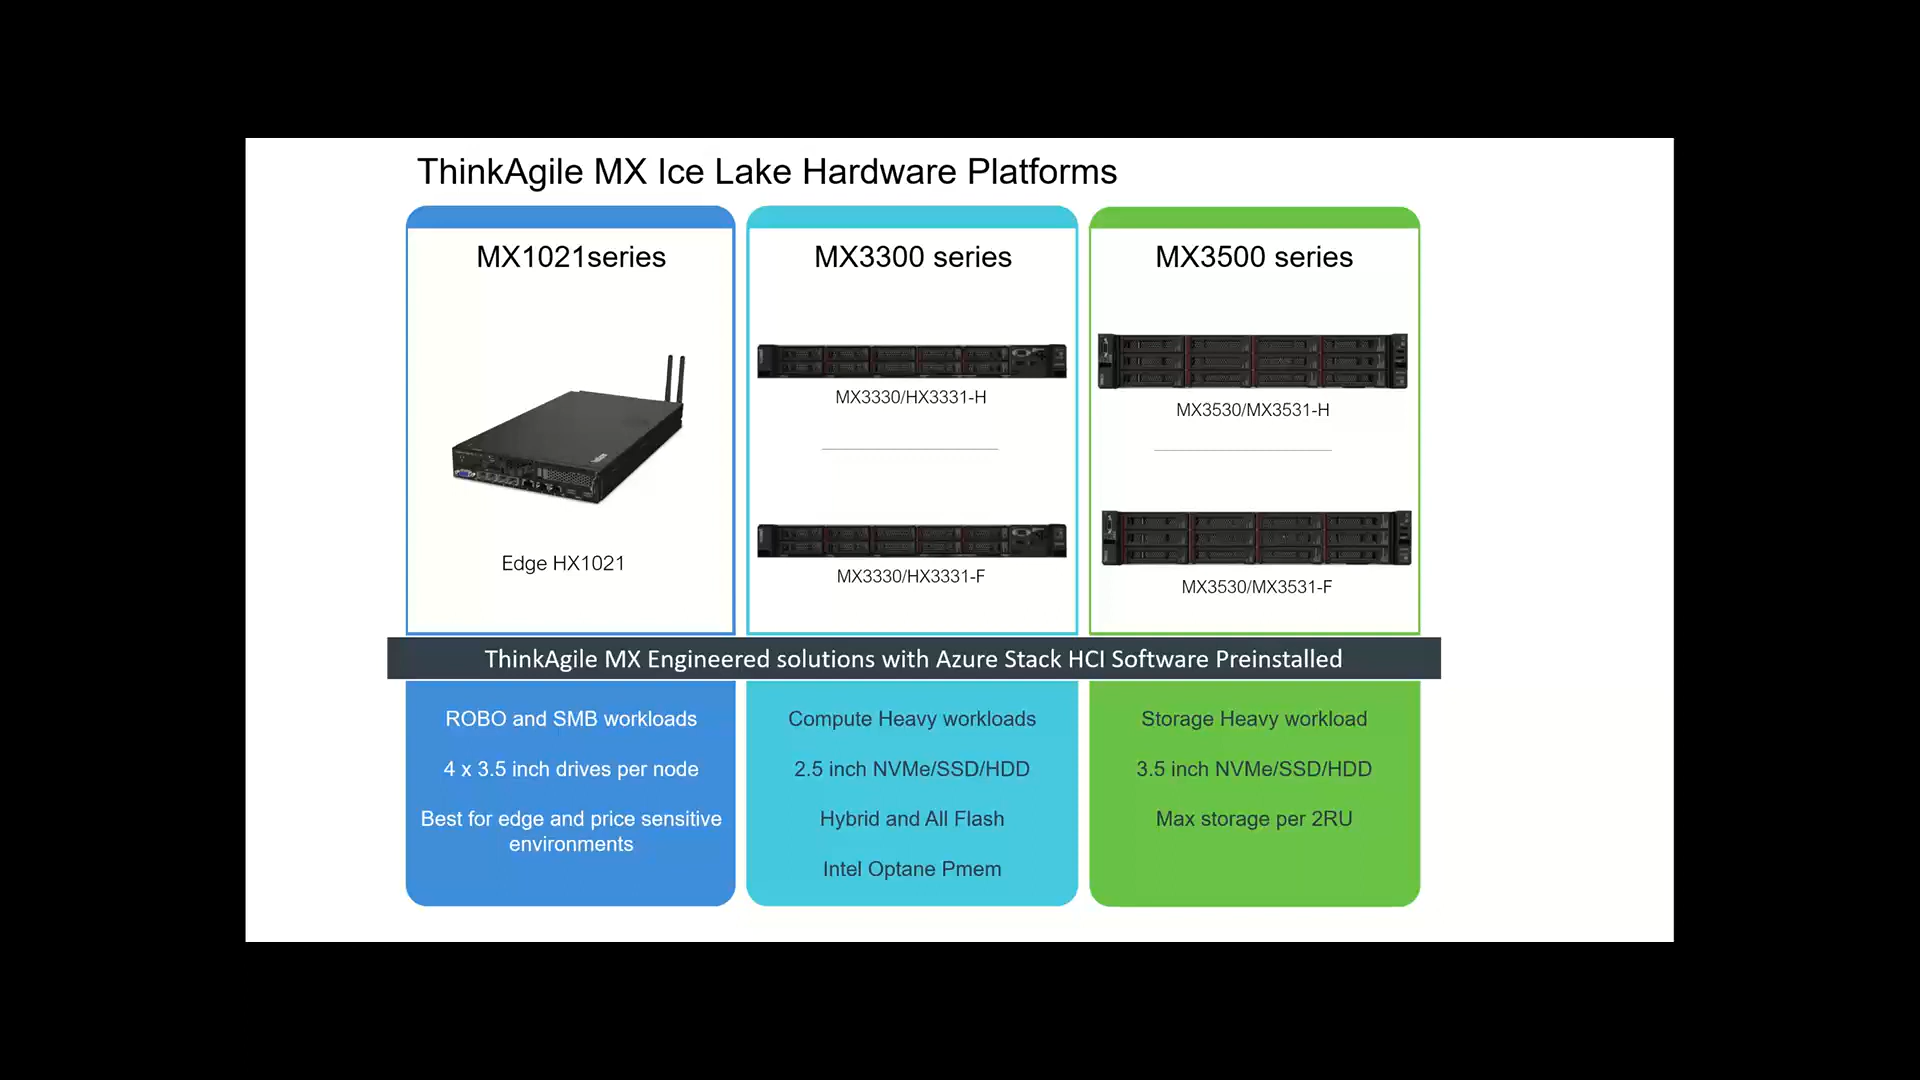 ThinkAgile MX Ice Lake Hardware Platforms
MX1021series
Edge HX1021
MX3300 series
MX3330/HX3331-H
MX3330/HX3331-F
MX3500 series
MX3530/MX3531-H
MX3530/MX3531-F
ThinkAgile MX Engineered solutions with Azure Stack HCI Software Preinstalled
ROBO and SMB workloads
4 x 3.5 inch drives per node
Best for edge and price sensitive
environments
Compute Heavy workloads
2.5 inch NVMe/SSD/HDD
Hybrid and All Flash
Intel Optane Pmem
Storage Heavy workload
3.5 inch NVMe/SSD/HDD
Max storage per 2RU